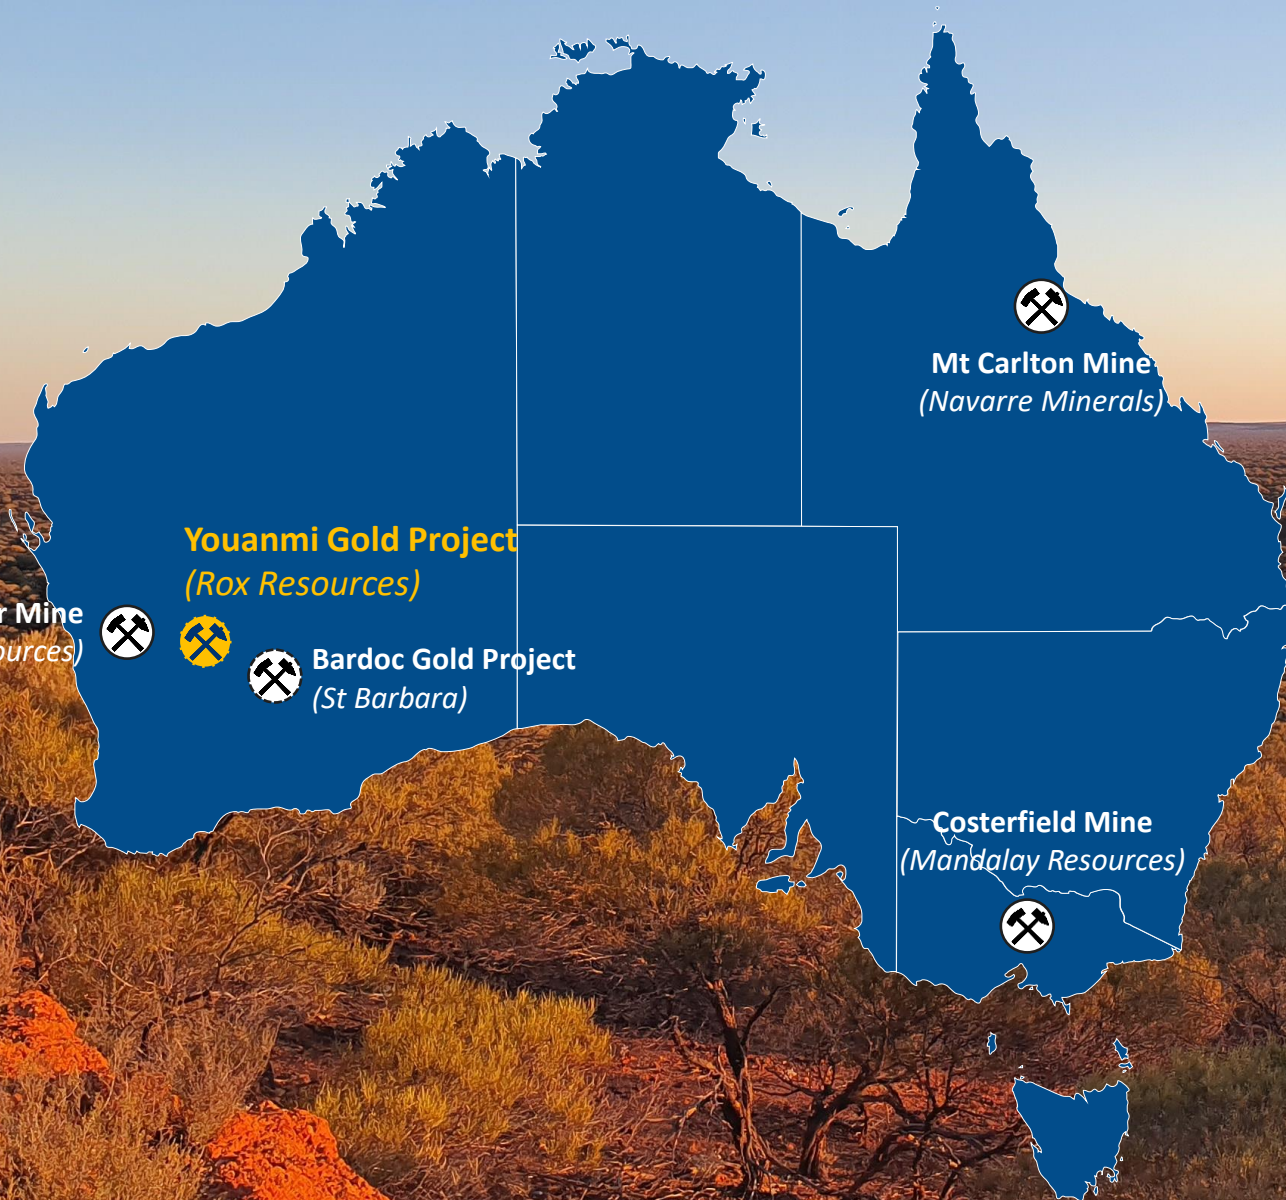 Mt Carlton Mine
(Navarre Minerals)
Youanmi Gold Project
(Rox Resources)
Mine
Bardoc Gold Project
(St Barbara)
Costerfield Mine
(Mandalay Resources)